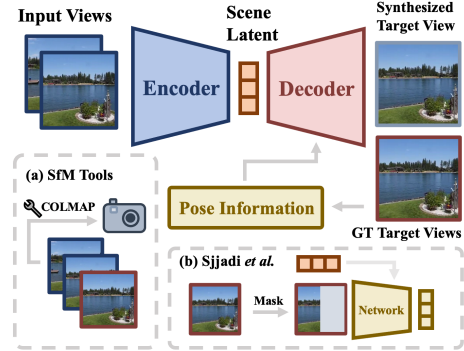 Input Views
Scene
Latent
Synthesized
Target View
Encoder
Decoder
(a) SfM Tools
COLMAP
Pose Information
GT Target Views
(b) Sjjadi et al.
Mask
Network